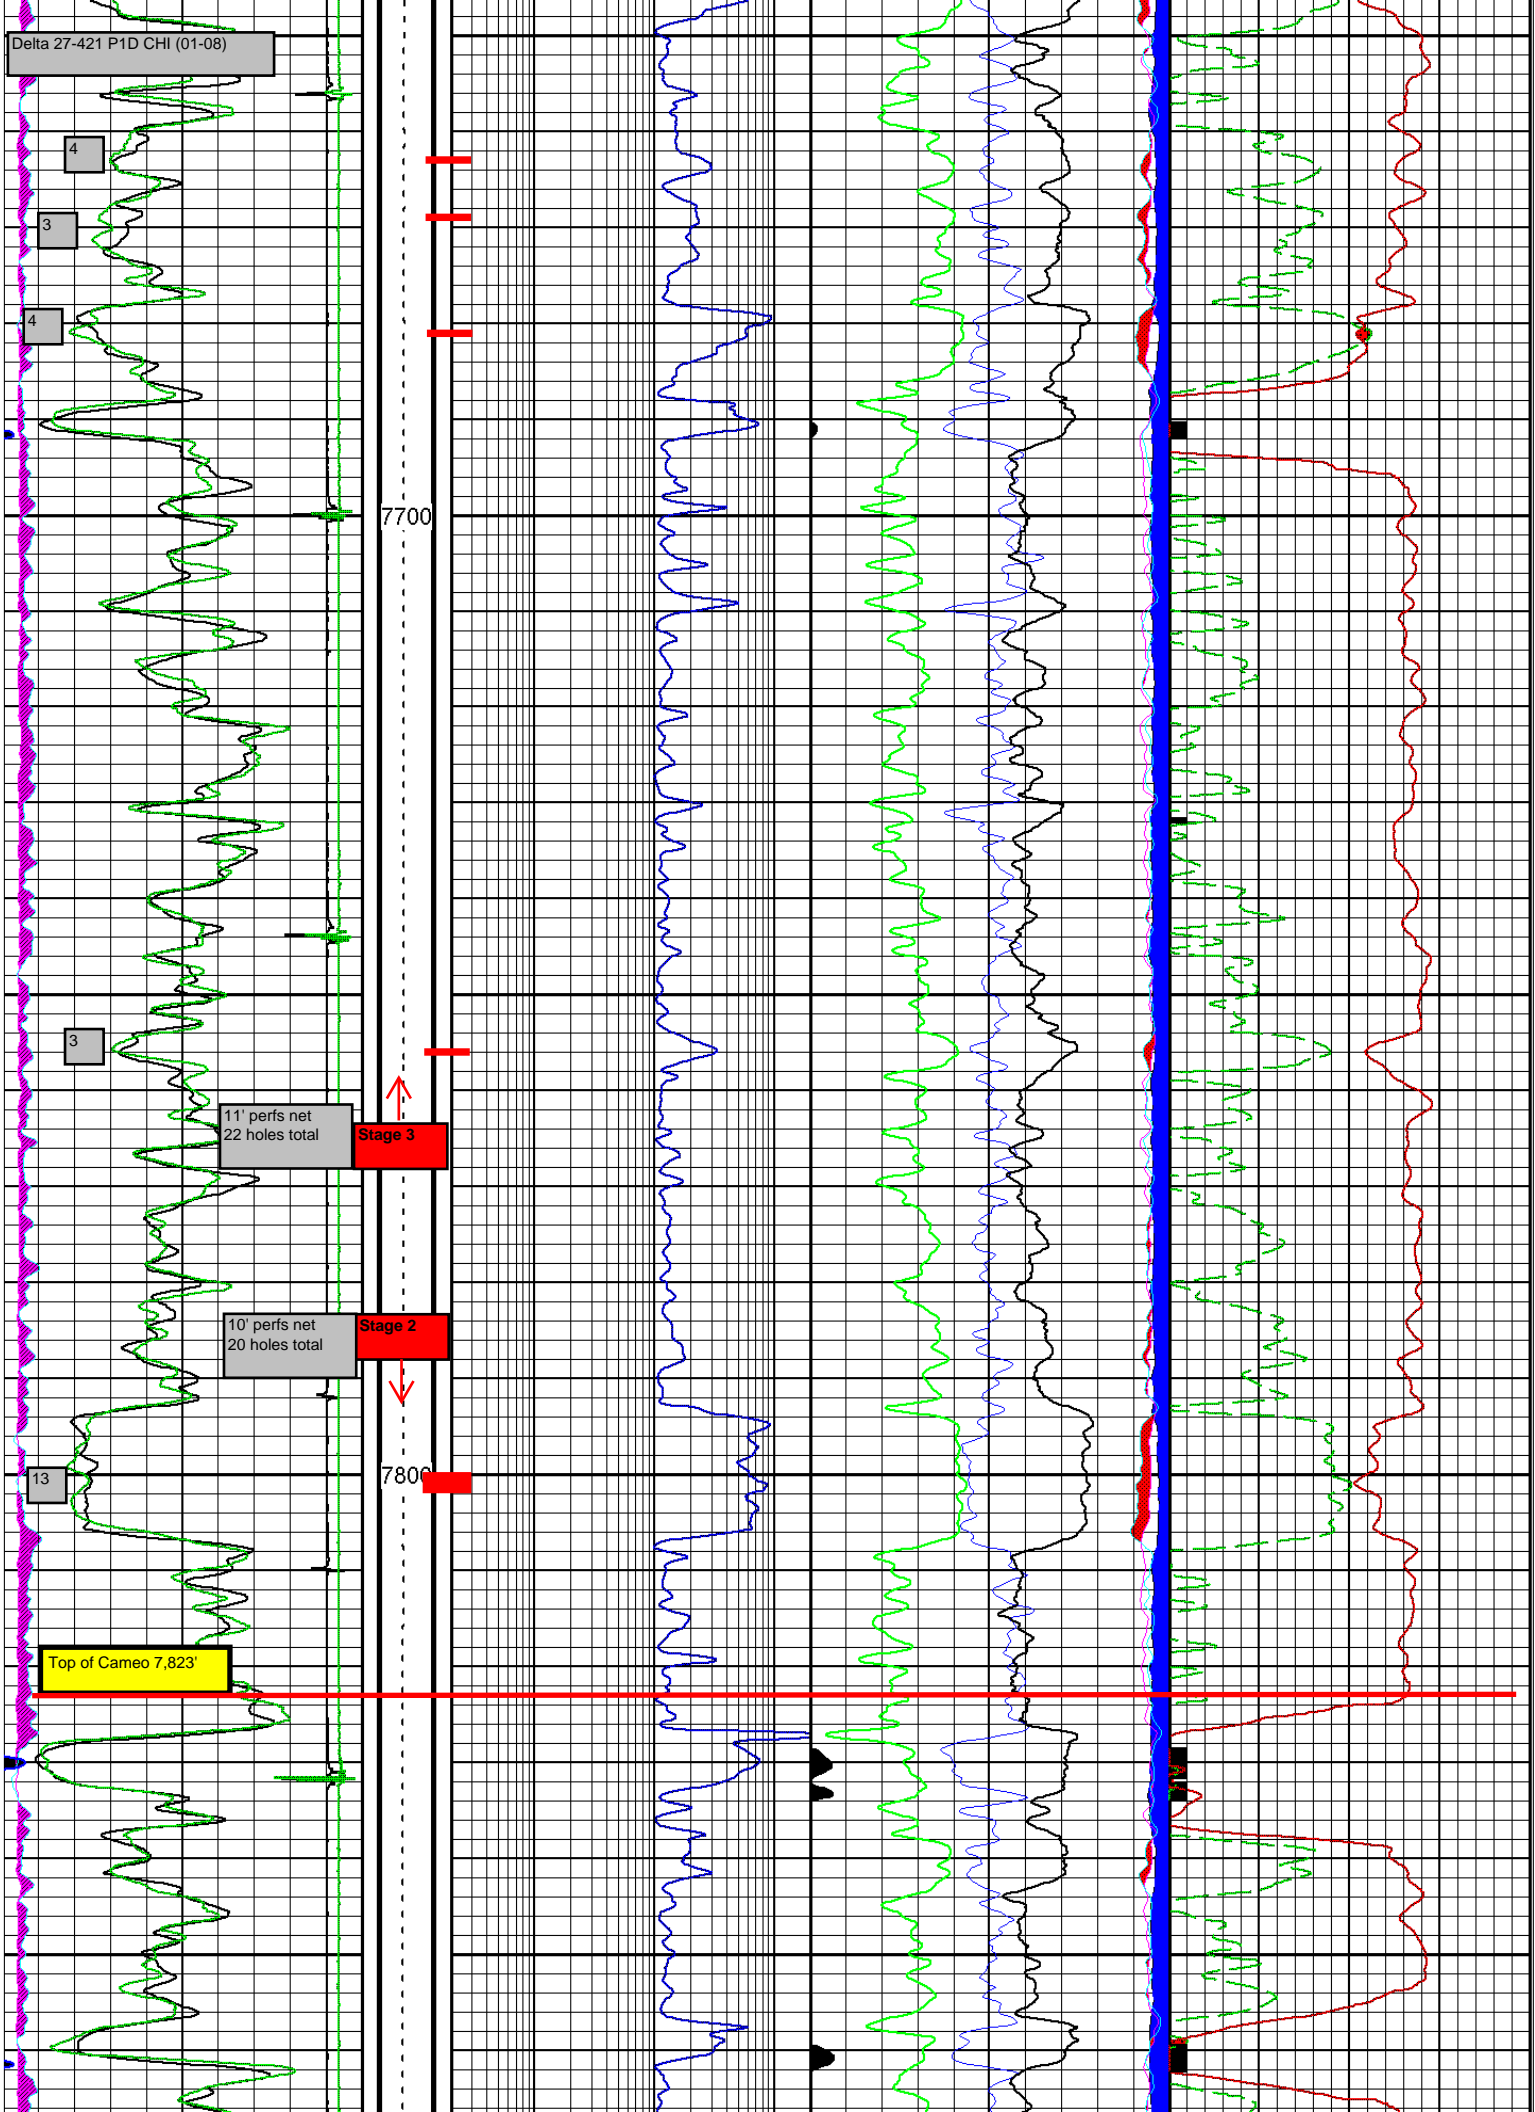 Delta 27-421 P1D CHI (01-08)
4
3
4
7700
3
11' perfs net
22 holes total
Stage 3
10' perfs net
20 holes total
Stage 2
13
7800
Top of Cameo 7,823'